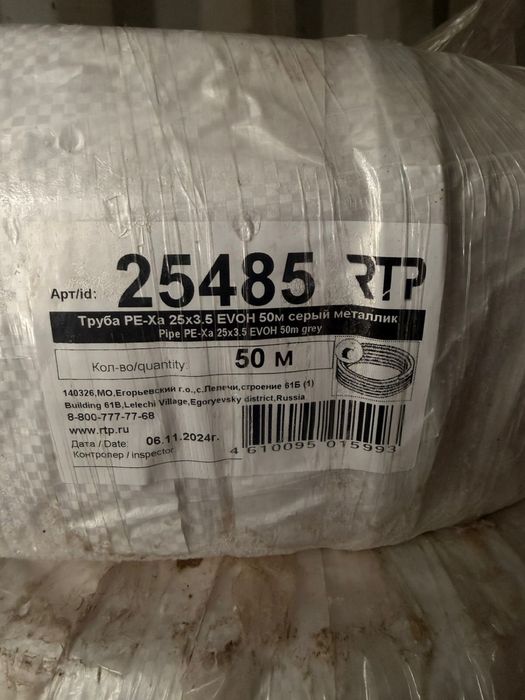 Арт/id: 25485 RTP
Труба PE-Xa 25x3.5 EVOH 50м серый металлик
Pipe PE-Xa 25x3.5 EVOH 50m grey
Кол-во/quantity: 50 м
140326,МО,Егорьевский г.о.,с.Лелечи,строение 61Б (1)
Building 61B,Lelechi Village,Egoryevsky district,Russia
8-800-777-77-68
www.rtp.ru
Дата / Date: 06.11.2024г.
Контролер / inspector
4 610095 015993